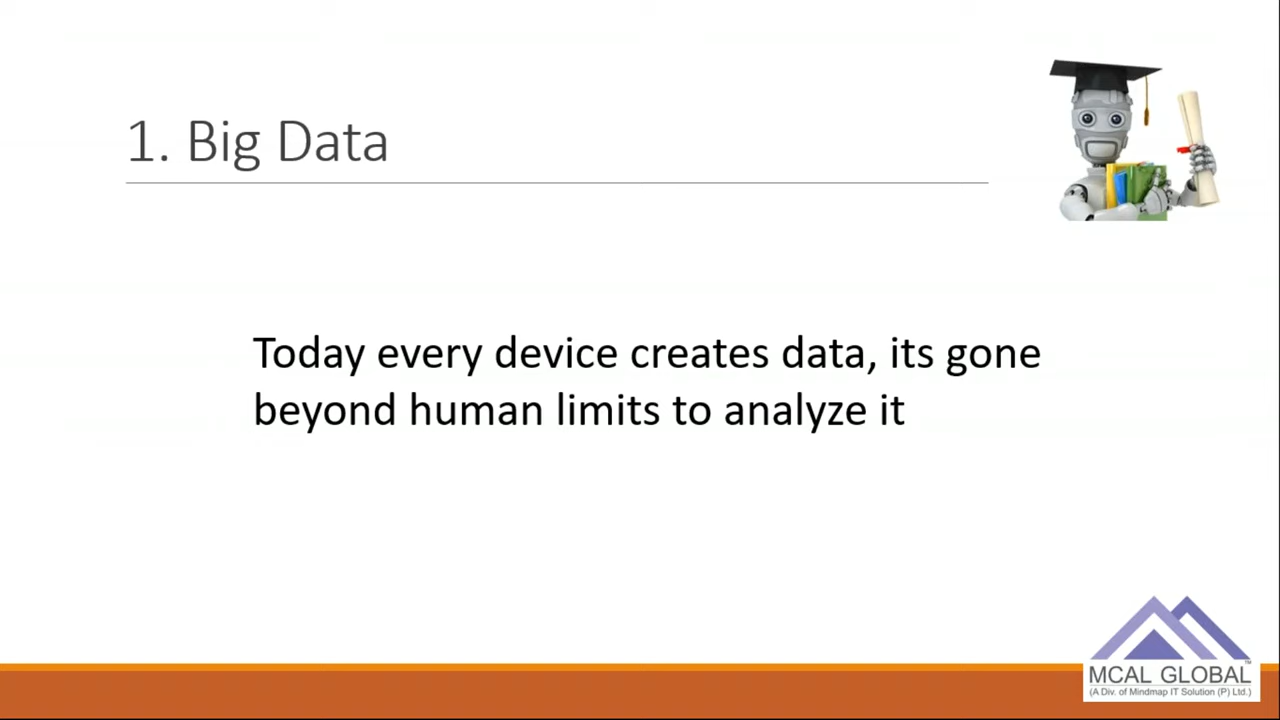 1. Big Data
Today every device creates data, its gone
beyond human limits to analyze it
MCAL GLOBAL
TM
(A Div. of Mindmap IT Solution (P) Ltd.)